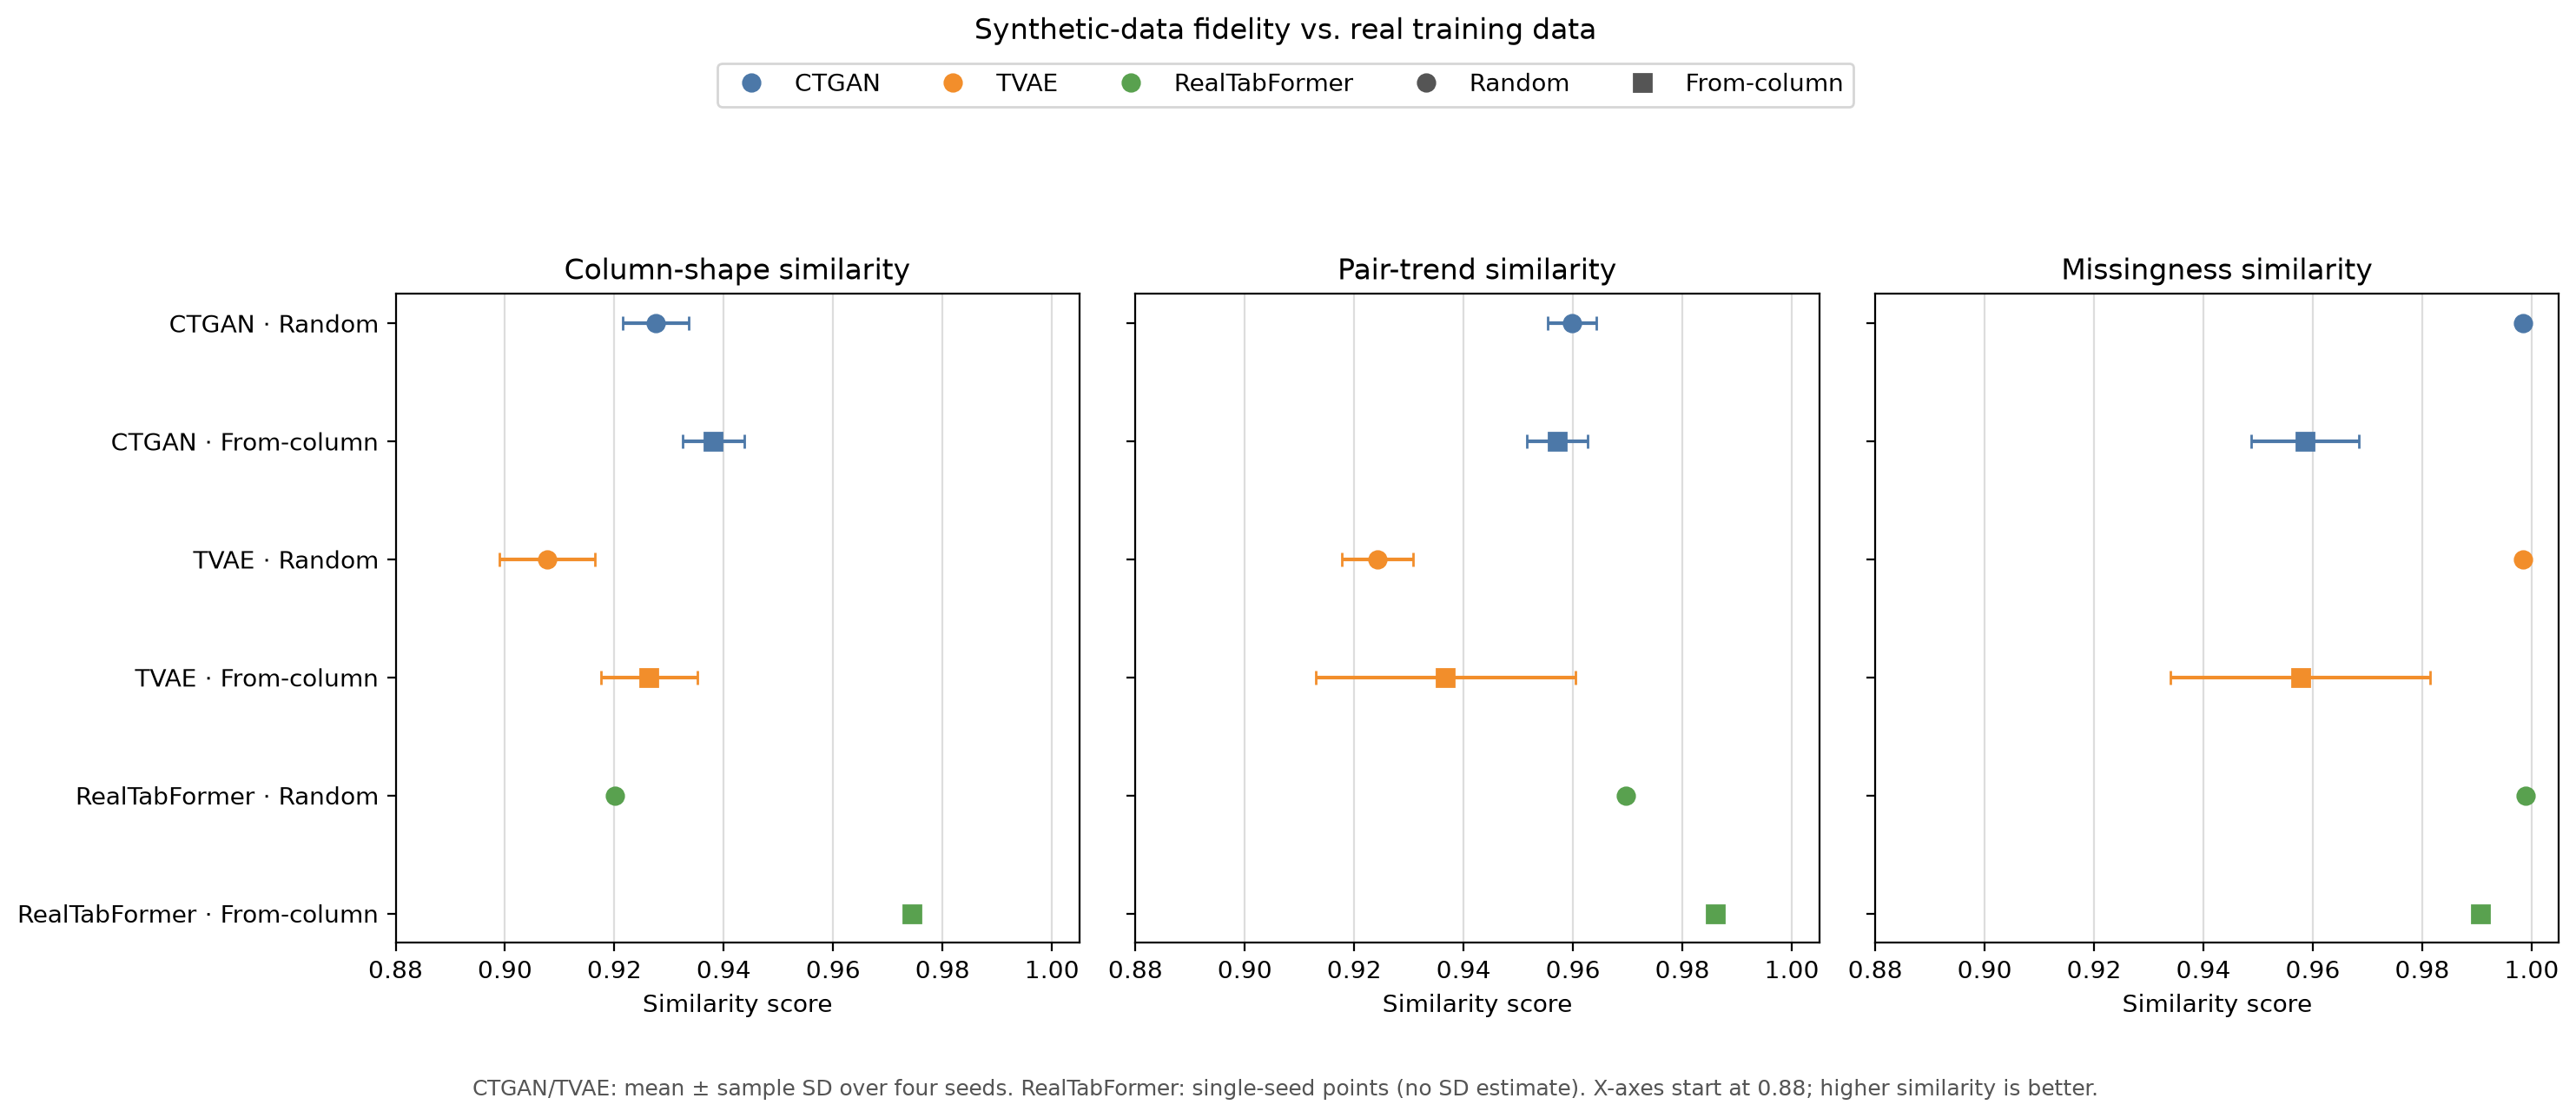 Synthetic-data fidelity vs. real training data
CTGAN TVAE RealTabFormer Random From-column
Column-shape similarity
Pair-trend similarity
Missingness similarity
CTGAN · Random
CTGAN · From-column
TVAE · Random
TVAE · From-column
RealTabFormer · Random
RealTabFormer · From-column
0.88 0.90 0.92 0.94 0.96 0.98 1.00
0.88 0.90 0.92 0.94 0.96 0.98 1.00
0.88 0.90 0.92 0.94 0.96 0.98 1.00
Similarity score
Similarity score
Similarity score
CTGAN/TVAE: mean ± sample SD over four seeds. RealTabFormer: single-seed points (no SD estimate). X-axes start at 0.88; higher similarity is better.